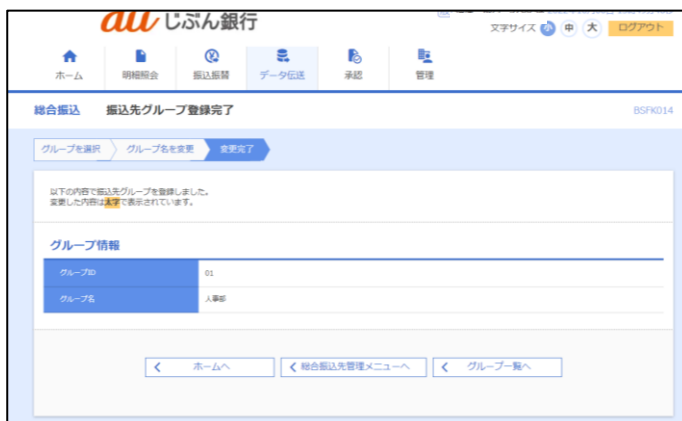 au じぶん銀行
文字サイズ 小 中 大 ログアウト
ホーム 明細照会 振込振替 データ伝送 承認 管理
総合振込 振込先グループ登録完了 BSFK014
グループを選択 グループ名を変更 変更完了
以下の内容で振込先グループを登録しました。
変更した内容は太字で表示されています。
グループ情報
グループID 01
グループ名 人事部
ホームへ 総合振込先管理メニューへ グループ一覧へ